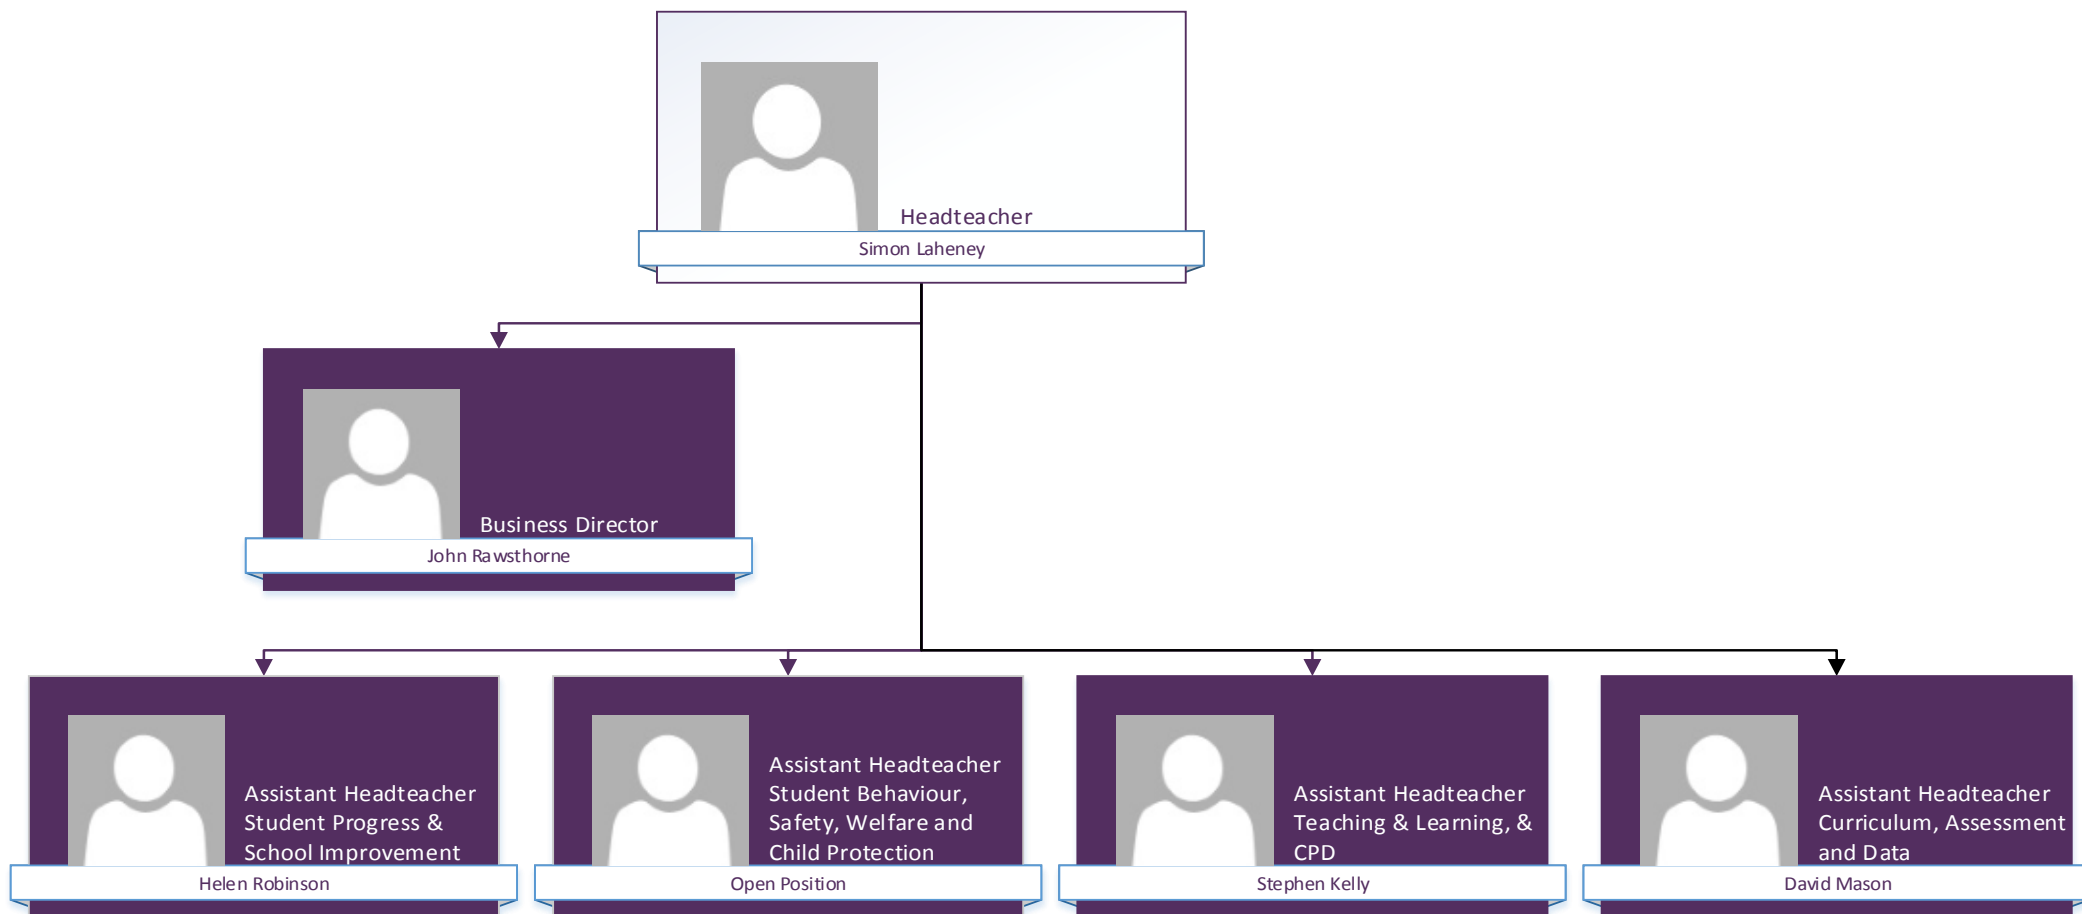 Headteacher
Simon Laheney
Business Director
John Rawsthorne
Assistant Headteacher
Student Progress &
School Improvement
Helen Robinson
Assistant Headteacher
Student Behaviour,
Safety, Welfare and
Child Protection
Open Position
Assistant Headteacher
Teaching & Learning, &
CPD
Stephen Kelly
Assistant Headteacher
Curriculum, Assessment
and Data
David Mason